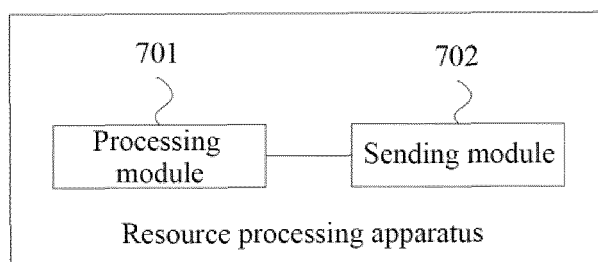 701
702
Processing
module
Sending module
Resource processing apparatus